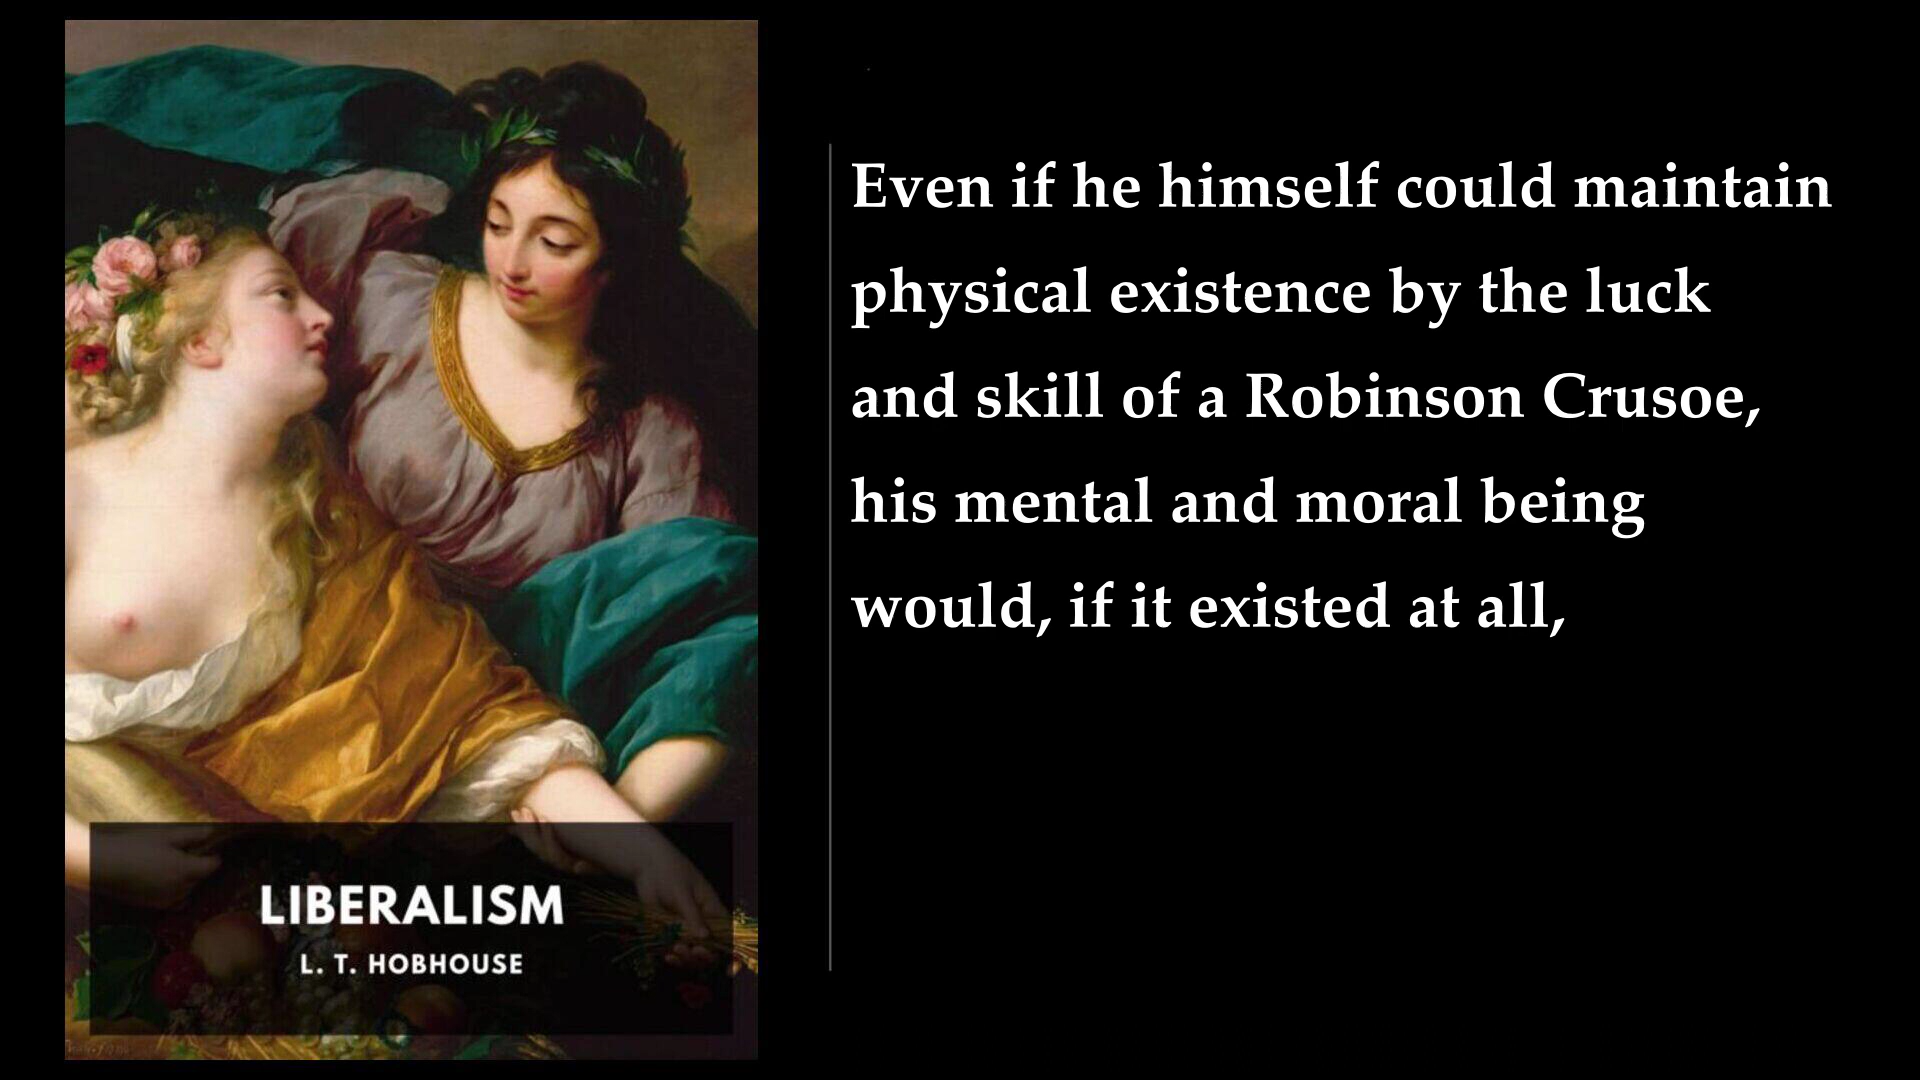 Even if he himself could maintain
physical existence by the luck
and skill of a Robinson Crusoe,
his mental and moral being
would, if it existed at all,
LIBERALISM
L. T. HOBHOUSE